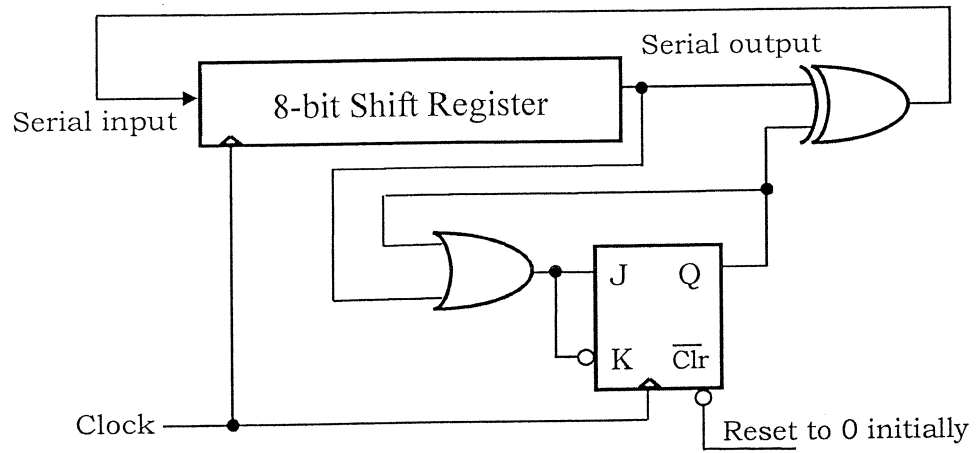 Serial output
8-bit Shift Register
Serial input
J Q
K Clr
Clock
Reset to 0 initially